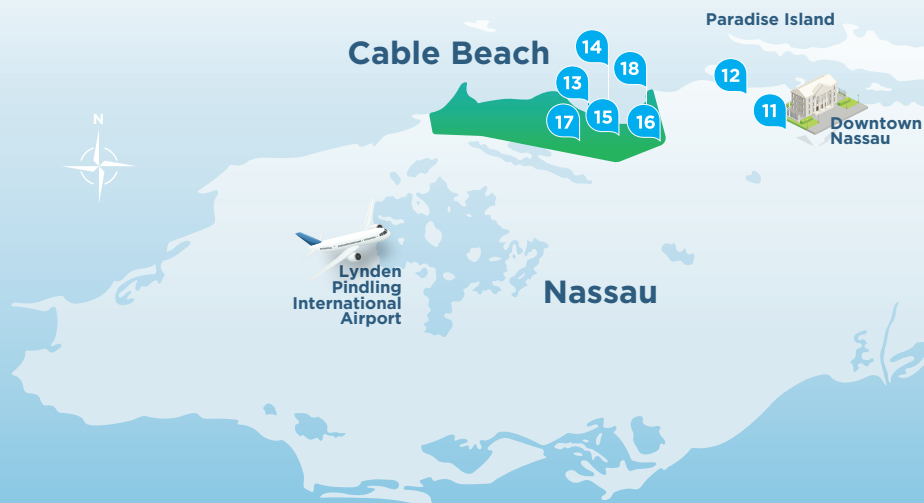 Paradise Island
Cable Beach
14
18
12
13
11
15
17
16
Downtown
Nassau
N
Lynden
Pindling
International
Airport
Nassau